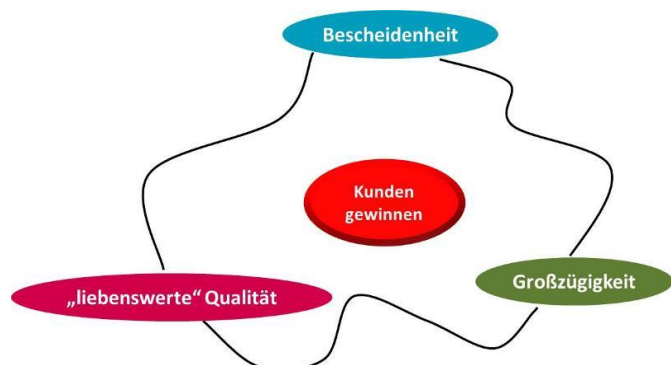 Bescheidenheit
Kunden
gewinnen
Großzügigkeit
„liebenswerte“ Qualität